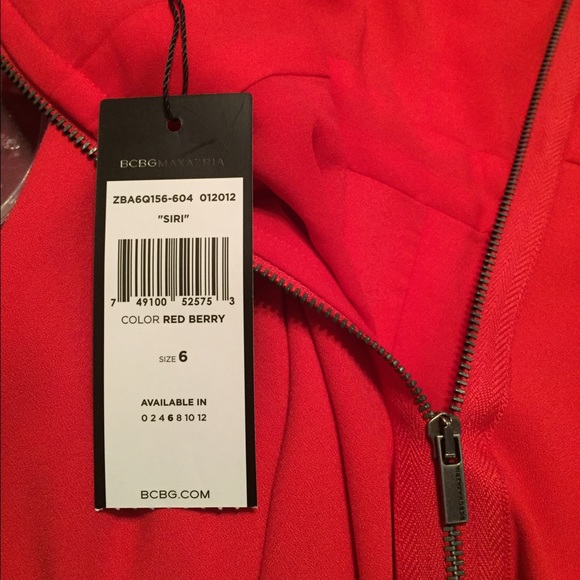 BCBGMAXAZRIA
ZBA6Q156-604 012012
"SIRI"
7 49100 52575 3
COLOR RED BERRY
SIZE 6
AVAILABLE IN
0 2 4 6 8 10 12
BCBG.COM
BCBGMAXAZRIA